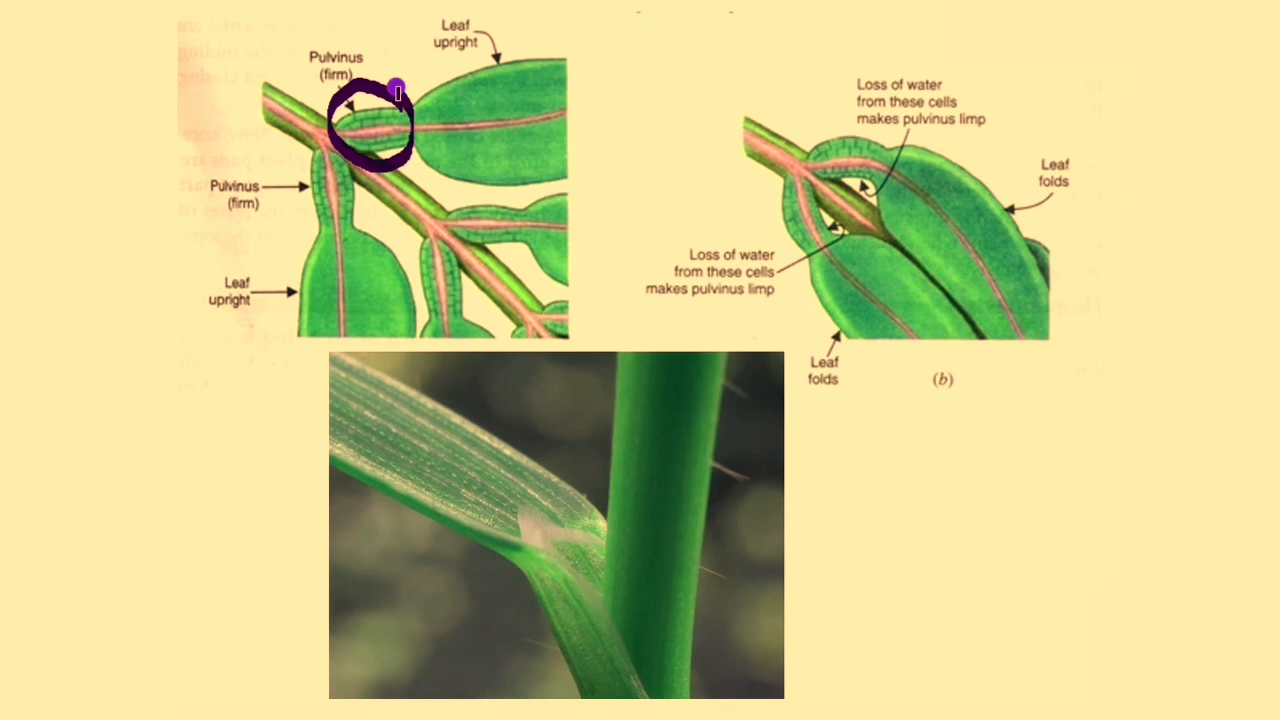 Leaf
upright
Pulvinus
(firm)
Pulvinus
(firm)
Leaf
upright
Loss of water
from these cells
makes pulvinus limp
Leaf
folds
Loss of water
from these cells
makes pulvinus limp
Leaf
folds
(b)